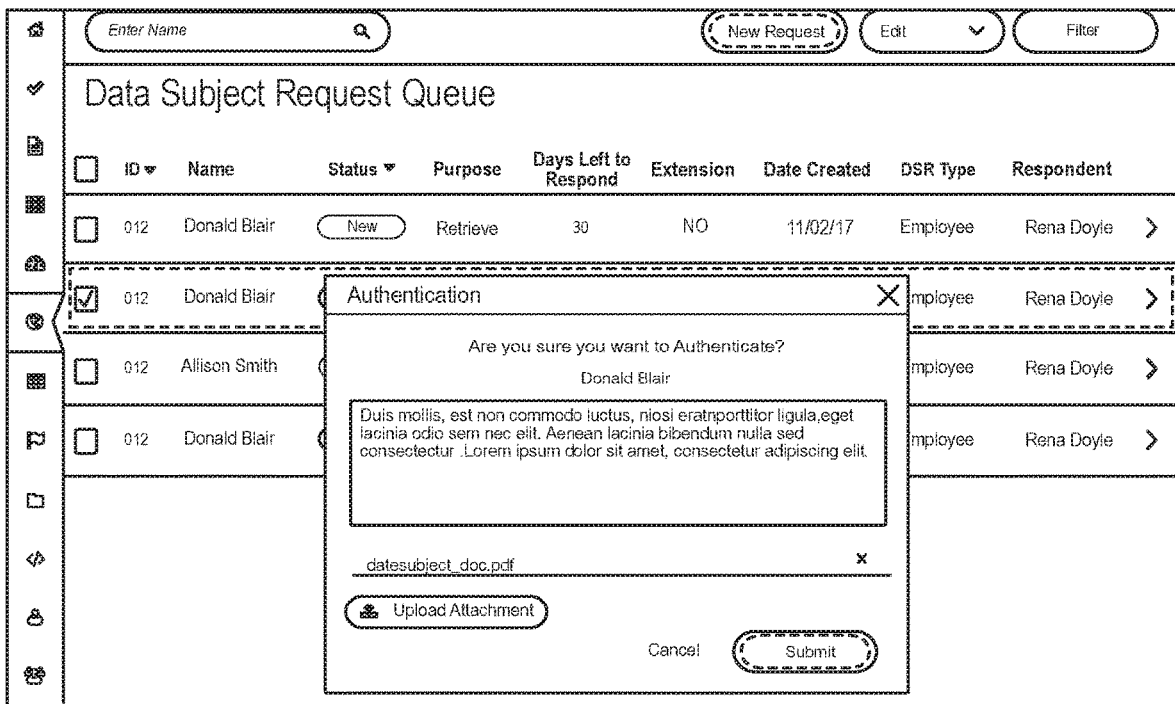 Enter Name New Request Edit Filter
Data Subject Request Queue
ID Name Status Purpose Days Left to Respond Extension Date Created DSR Type Respondent
012 Donald Blair New Retrieve 30 NO 11/02/17 Employee Rena Doyle
012 Donald Blair mployee Rena Doyle
Authentication
Are you sure you want to Authenticate?
012 Allison Smith mployee Rena Doyle
Donald Blair
Duis mollis, est non commodo luctus, niosi eratnporttitor ligula,eget
lacinia odio sem nec elit. Aenean lacinia bibendum nulla sed
consectectur .Lorem ipsum dolor sit amet, consectetur adipiscing elit.
012 Donald Blair mployee Rena Doyle
datesubject_doc.pdf x
Upload Attachment
Cancel Submit